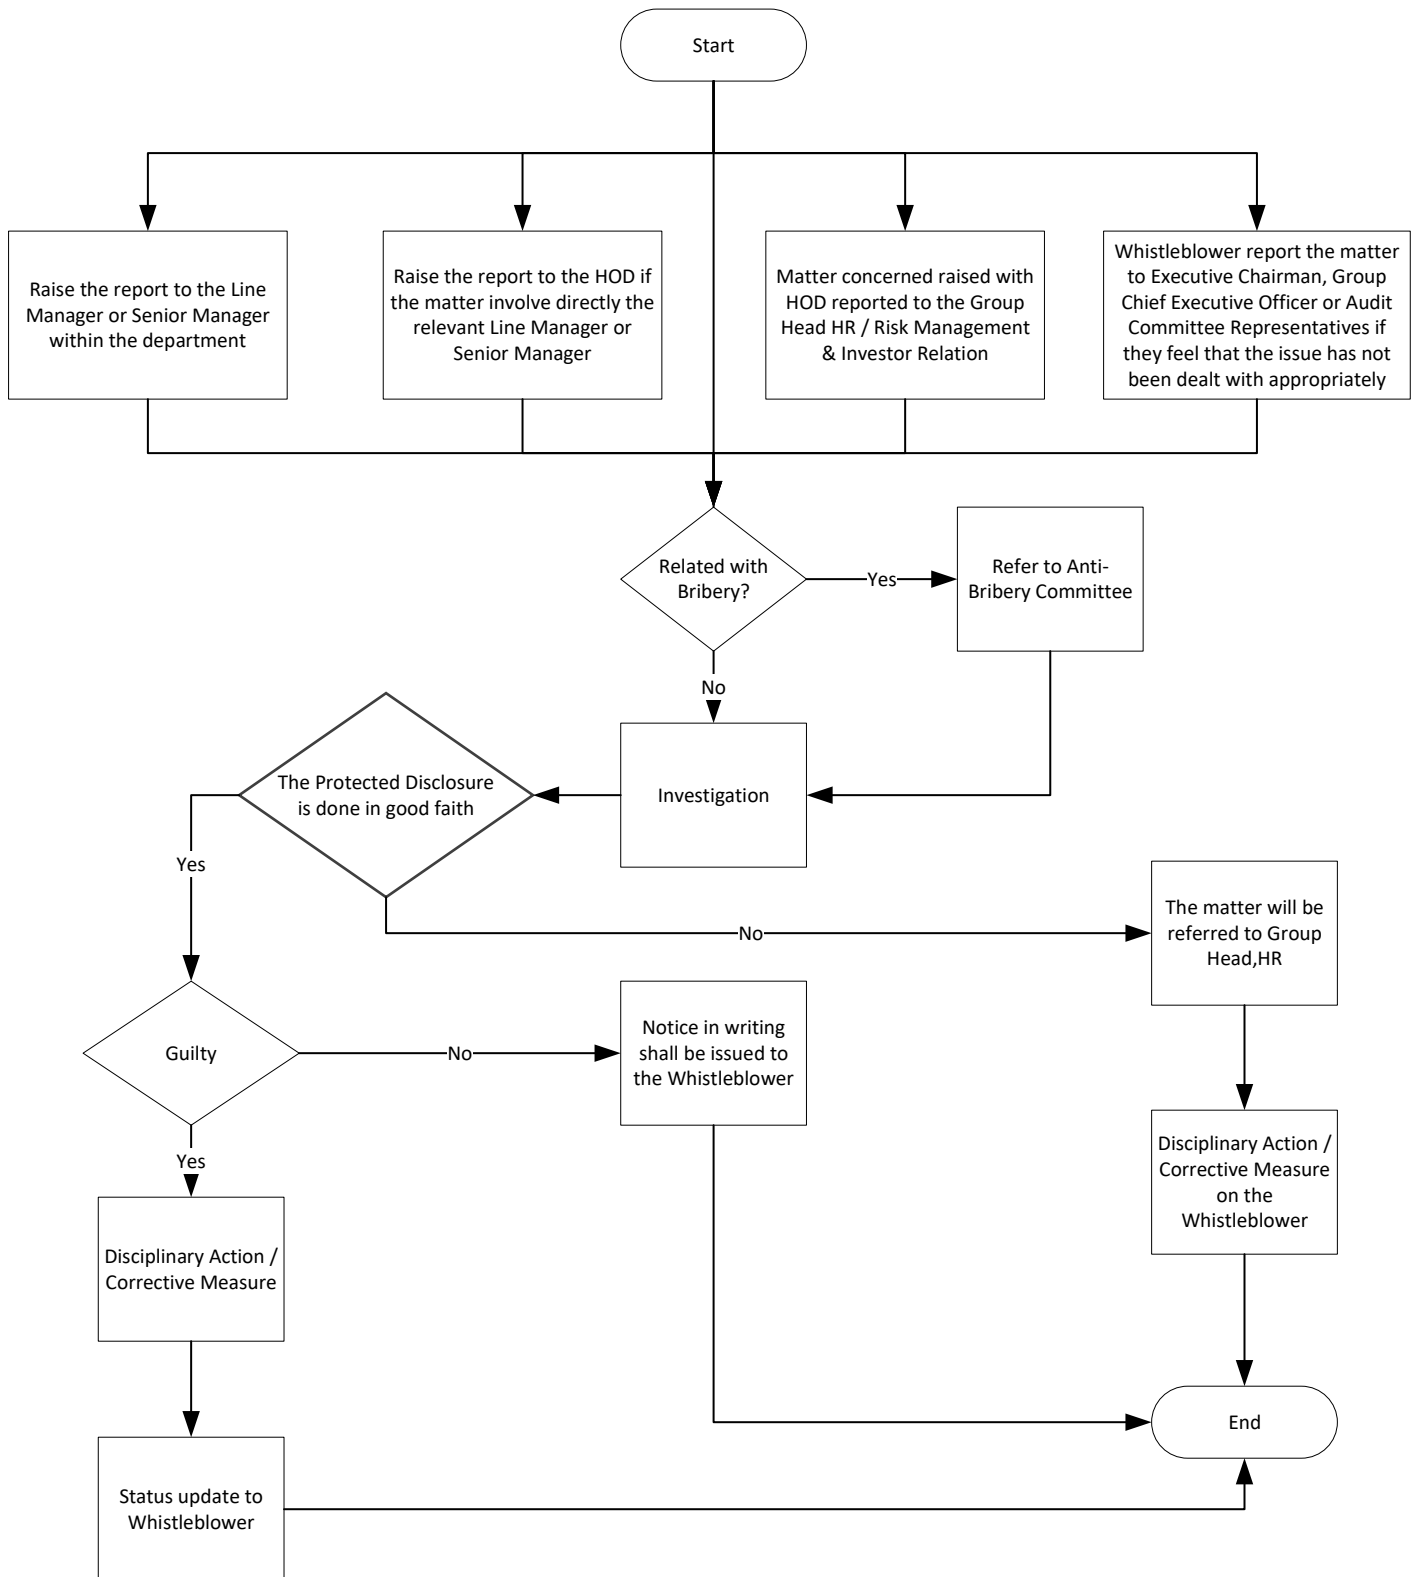 Start
Raise the report to the Line
Manager or Senior Manager
within the department
Raise the report to the HOD if
the matter involve directly the
relevant Line Manager or
Senior Manager
Matter concerned raised with
HOD reported to the Group
Head HR / Risk Management
& Investor Relation
Whistleblower report the matter
to Executive Chairman, Group
Chief Executive Officer or Audit
Committee Representatives if
they feel that the issue has not
been dealt with appropriately
Related with
Bribery?
Yes
Refer to Anti-
Bribery Committee
No
The Protected Disclosure
is done in good faith
Investigation
Yes
No
The matter will be
referred to Group
Head,HR
Guilty
No
Notice in writing
shall be issued to
the Whistleblower
Yes
Disciplinary Action /
Corrective Measure
on the
Whistleblower
Disciplinary Action /
Corrective Measure
End
Status update to
Whistleblower